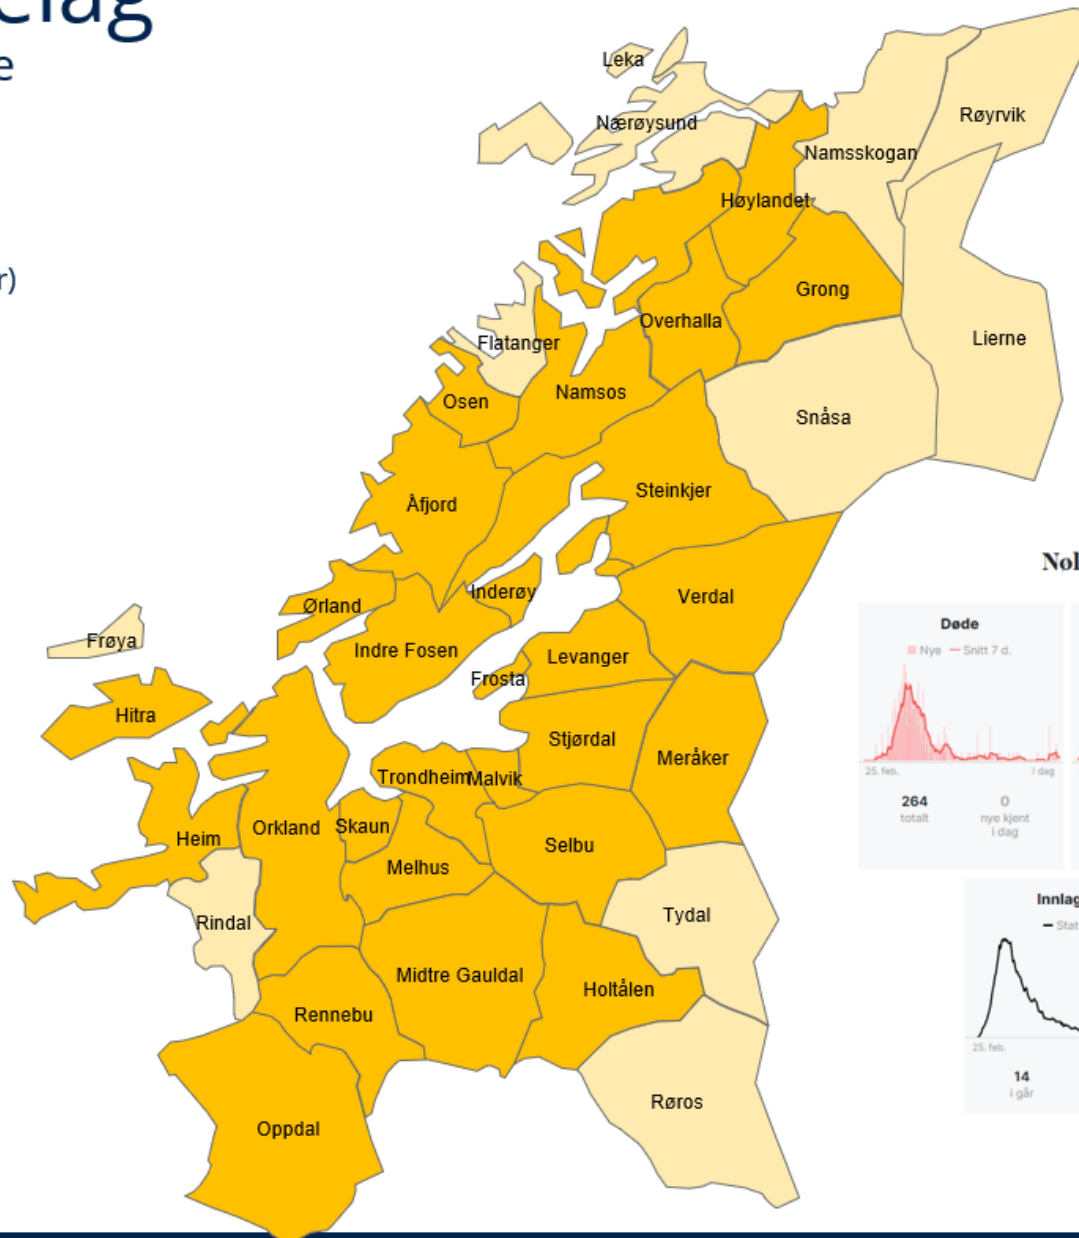 elag
e
r)
Leka
Nærøysund
Røyrvik
Namsskogan
Høylandet
Grong
Overhalla
Lierne
Flatanger
Namsos
Osen
Snåsa
Steinkjer
Åfjord
Inderøy
Verdal
Ørland
Frøya
Indre Fosen
Levanger
Frosta
Hitra
Stjørdal
Meråker
Trondheim
Malvik
Orkland
Skaun
Heim
Selbu
Melhus
Rindal
Tydal
Midtre Gauldal
Holtålen
Rennebu
Røros
Oppdal
Nøl
Døde
Nye
Snitt 7 d.
25. feb.
I dag
264
totalt
0
nye kjent
i dag
Innlag
Stat
25. feb.
14
i går